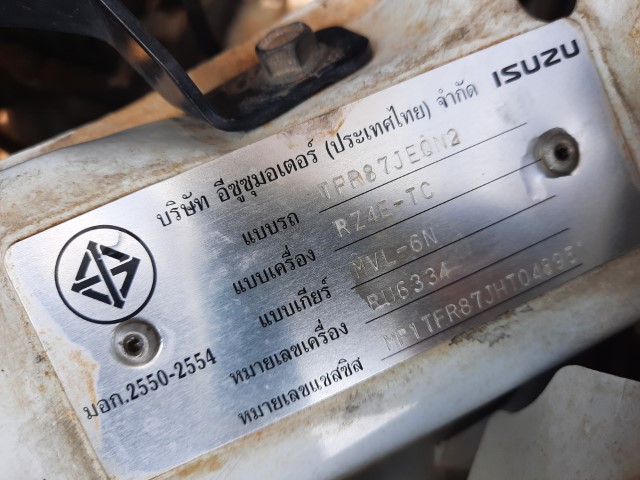 บริษัท อีซูซุมอเตอร์ (ประเทศไทย) จำกัด ISUZU
แบบรถ TFR87JEGN2
แบบเครื่อง RZ4E-TC
แบบเกียร์ MVL-6N
หมายเลขเครื่อง RU6334
หมายเลขแชสซิส
มอก.2550-2554